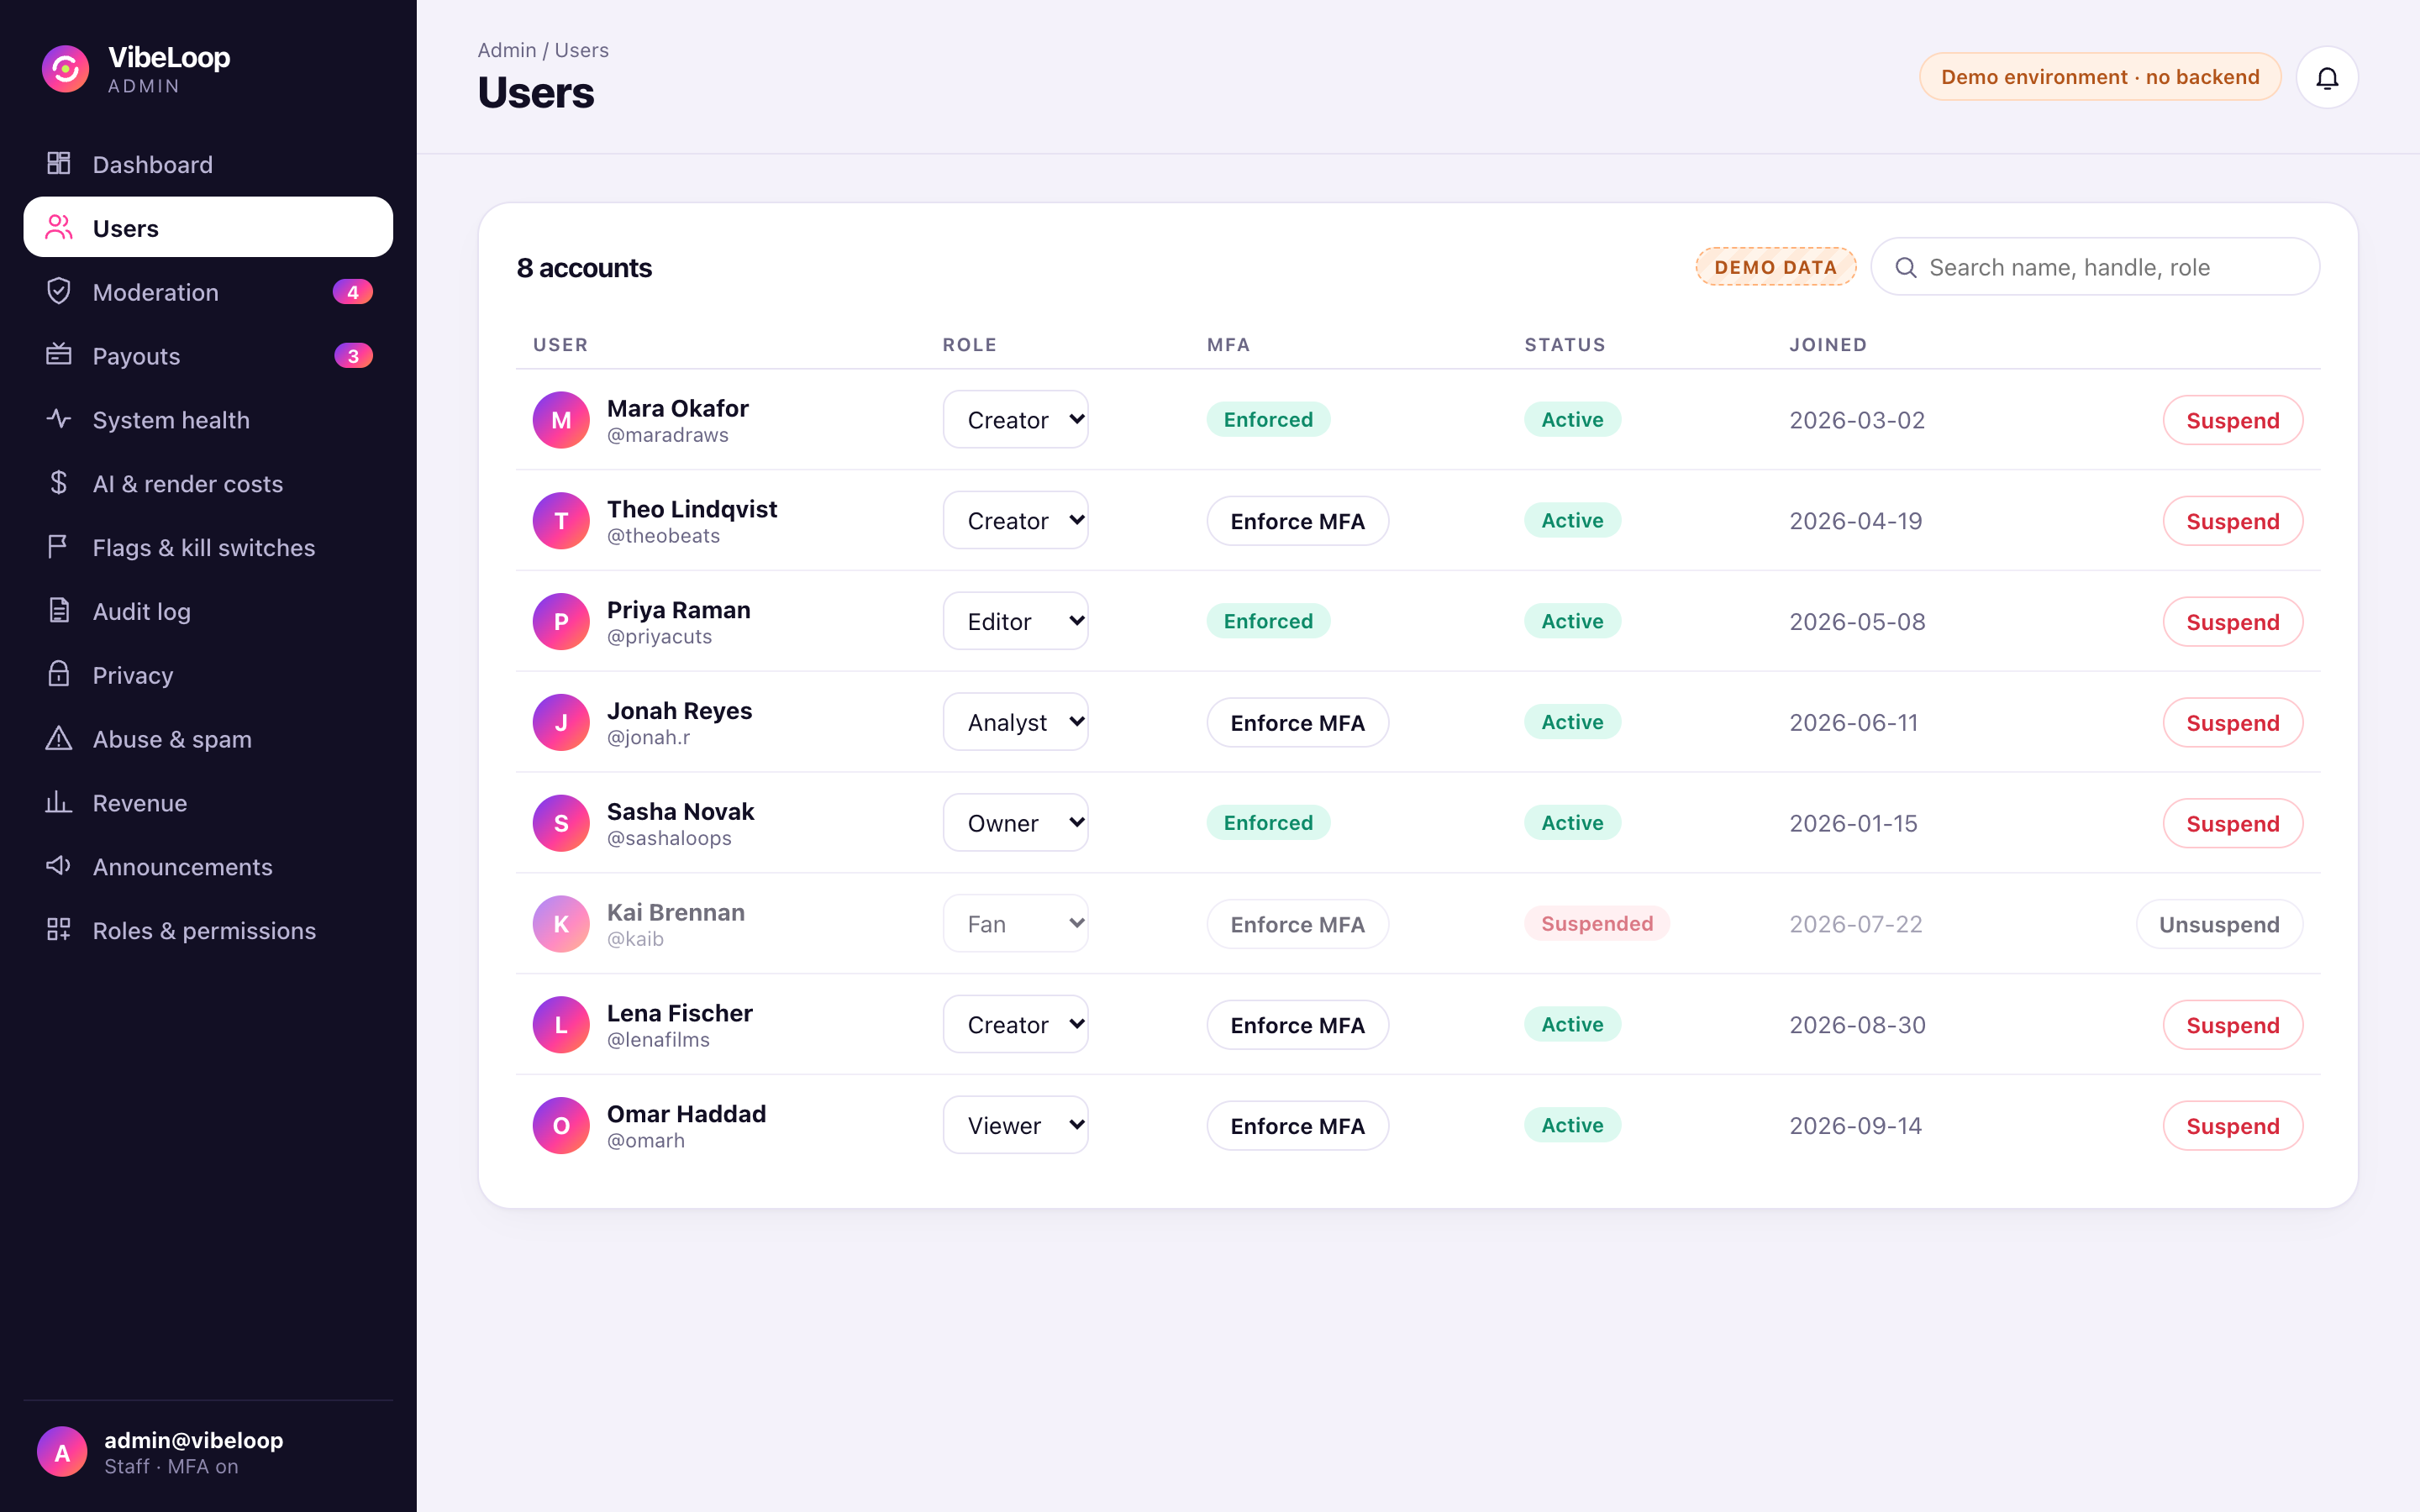 VibeLoop
ADMIN
Dashboard
Users
Moderation 4
Payouts 3
System health
AI & render costs
Flags & kill switches
Audit log
Privacy
Abuse & spam
Revenue
Announcements
Roles & permissions
A
admin@vibeloop
Staff · MFA on
Admin / Users
Users
Demo environment · no backend
8 accounts
DEMO DATA
Search name, handle, role
USER ROLE MFA STATUS JOINED
M Mara Okafor Creator Enforced Active 2026-03-02 Suspend
@maradraws
T Theo Lindqvist Creator Enforce MFA Active 2026-04-19 Suspend
@theobeats
P Priya Raman Editor Enforced Active 2026-05-08 Suspend
@priyacuts
J Jonah Reyes Analyst Enforce MFA Active 2026-06-11 Suspend
@jonah.r
S Sasha Novak Owner Enforced Active 2026-01-15 Suspend
@sashaloops
K Kai Brennan Fan Enforce MFA Suspended 2026-07-22 Unsuspend
@kaib
L Lena Fischer Creator Enforce MFA Active 2026-08-30 Suspend
@lenafilms
O Omar Haddad Viewer Enforce MFA Active 2026-09-14 Suspend
@omarh